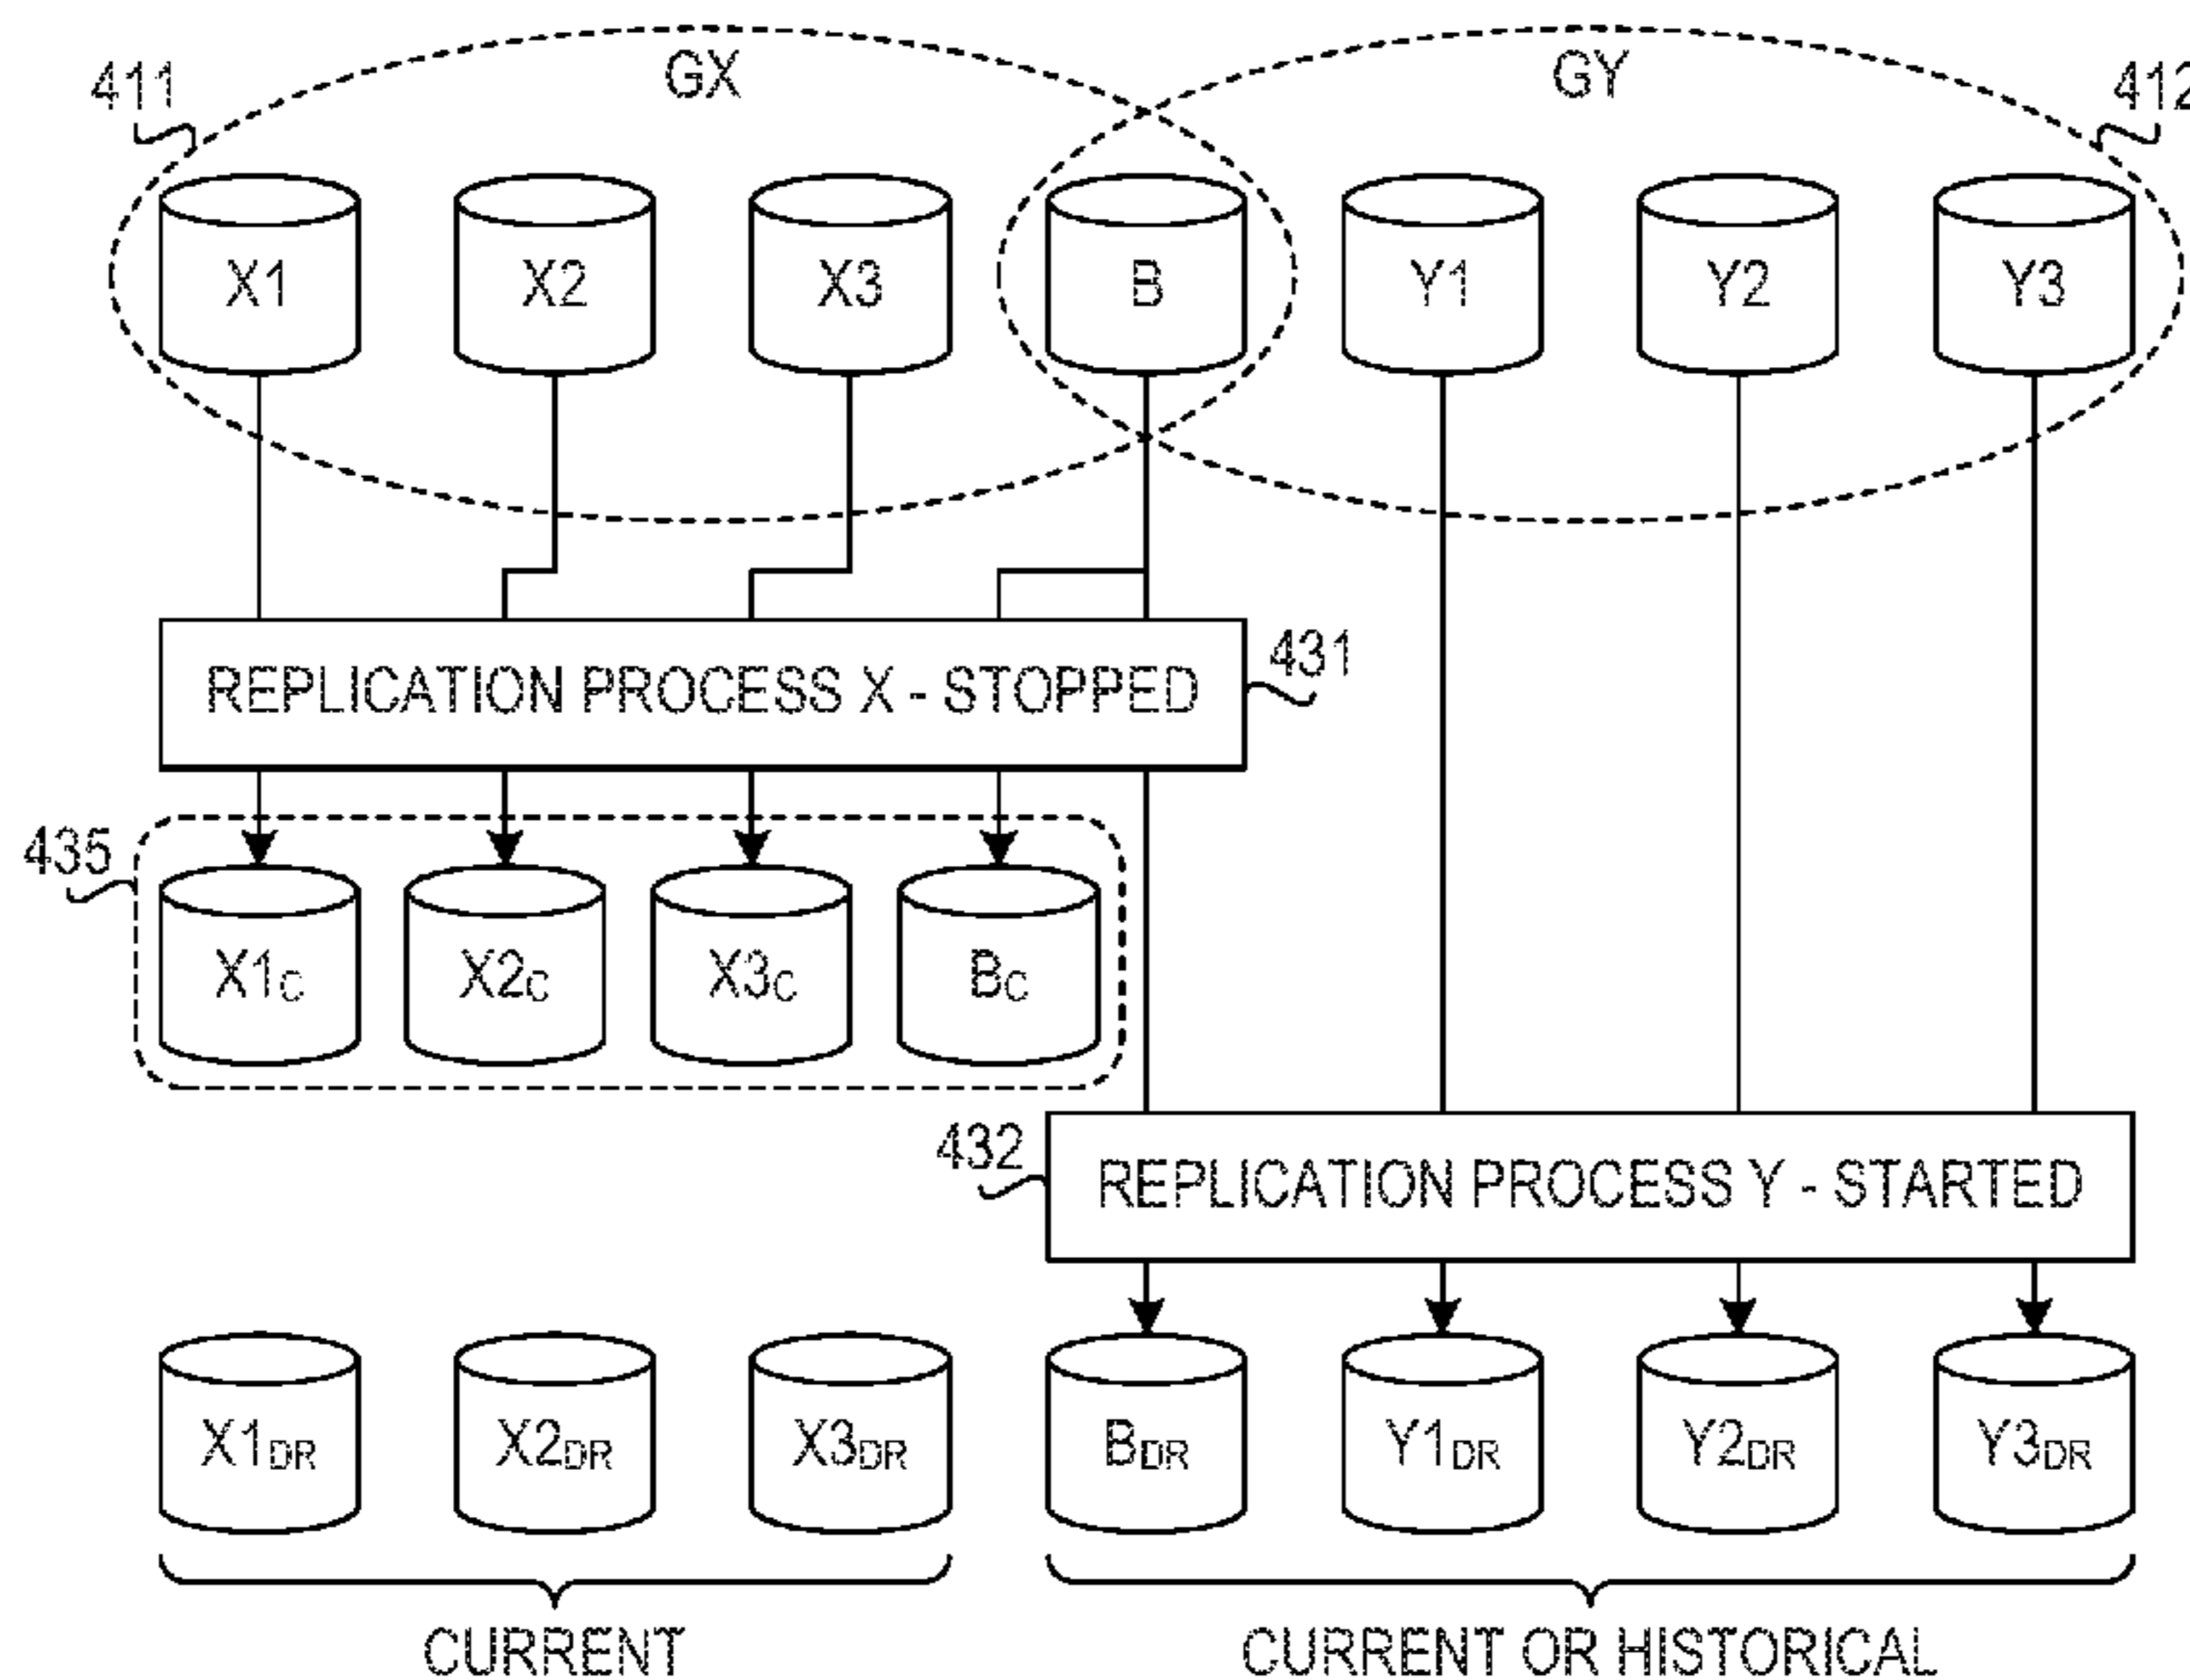 GX GY
411 412
X1 X2 X3 B Y1 Y2 Y3
REPLICATION PROCESS X - STOPPED 431
435
X1C X2C X3C BC
432
REPLICATION PROCESS Y - STARTED
X1DR X2DR X3DR BDR Y1DR Y2DR Y3DR
CURRENT CURRENT OR HISTORICAL